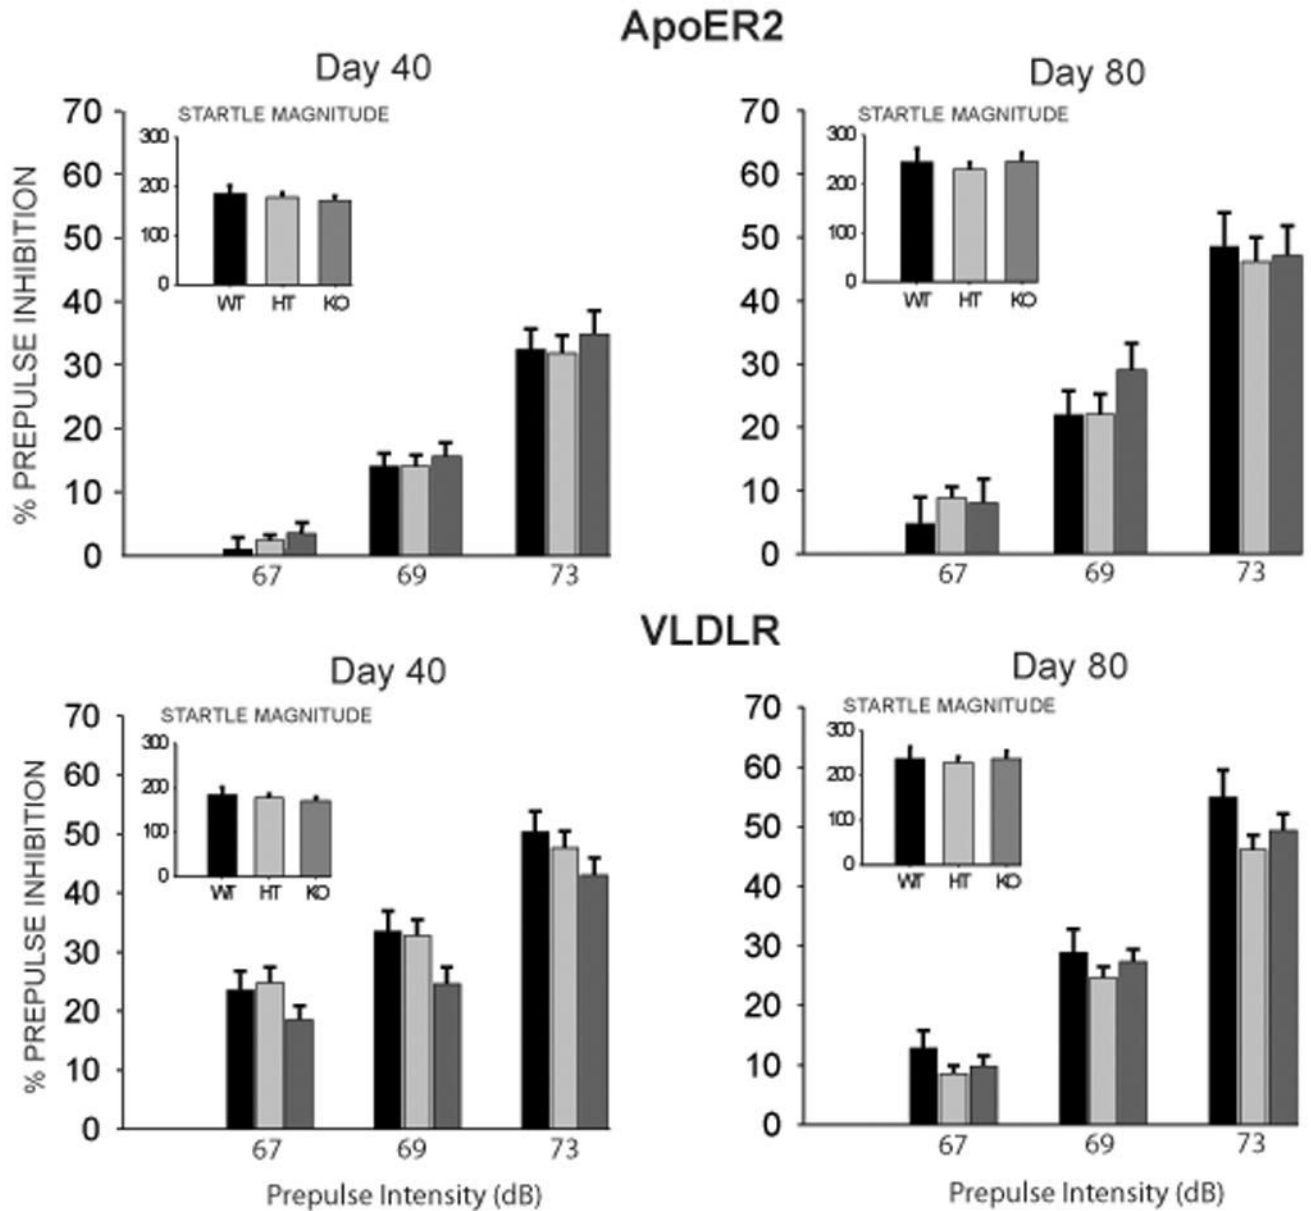 ApoER2
Day 40
Day 80
70
60
50
40
30
20
10
0
% PREPULSE INHIBITION
STARTLE MAGNITUDE
300
200
100
0
WT HT KO
67 69 73
70
60
50
40
30
20
10
0
STARTLE MAGNITUDE
300
200
100
0
WT HT KO
67 69 73
VLDLR
Day 40
Day 80
70
60
50
40
30
20
10
0
% PREPULSE INHIBITION
STARTLE MAGNITUDE
300
200
100
0
WT HT KO
67 69 73
Prepulse Intensity (dB)
70
60
50
40
30
20
10
0
STARTLE MAGNITUDE
300
200
100
0
WT HT KO
67 69 73
Prepulse Intensity (dB)